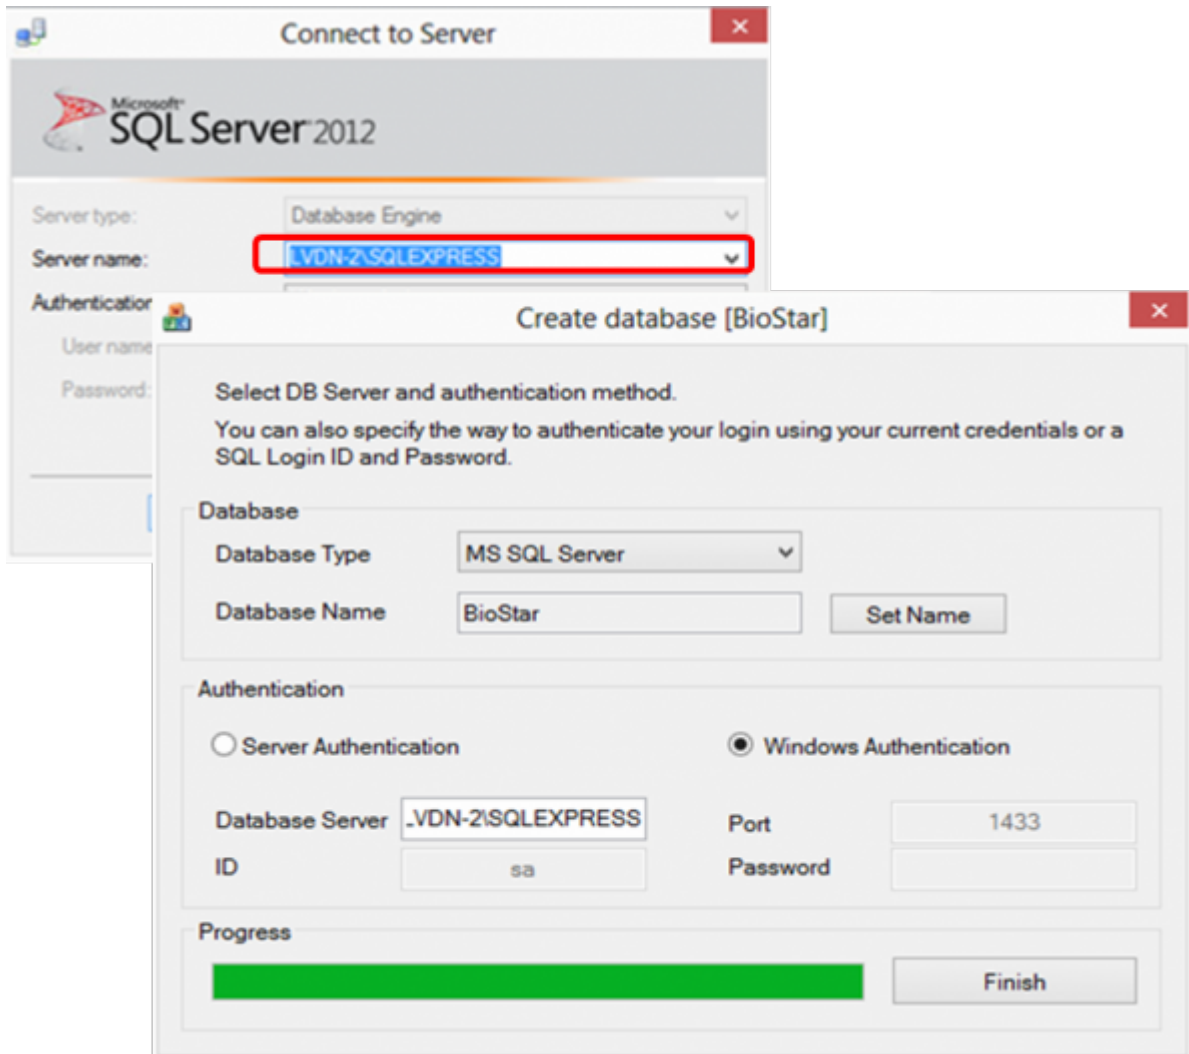 Connect to Server
Microsoft®
SQL Server 2012
Server type:
Database Engine
Server name:
LVDN-2\SQLEXPRESS
Authentication
User name
Password:
Create database [BioStar]
Select DB Server and authentication method.
You can also specify the way to authenticate your login using your current credentials or a
SQL Login ID and Password.
Database
Database Type
MS SQL Server
Database Name
BioStar
Set Name
Authentication
Server Authentication
Windows Authentication
Database Server
.VDN-2\SQLEXPRESS
Port
1433
ID
sa
Password
Progress
Finish